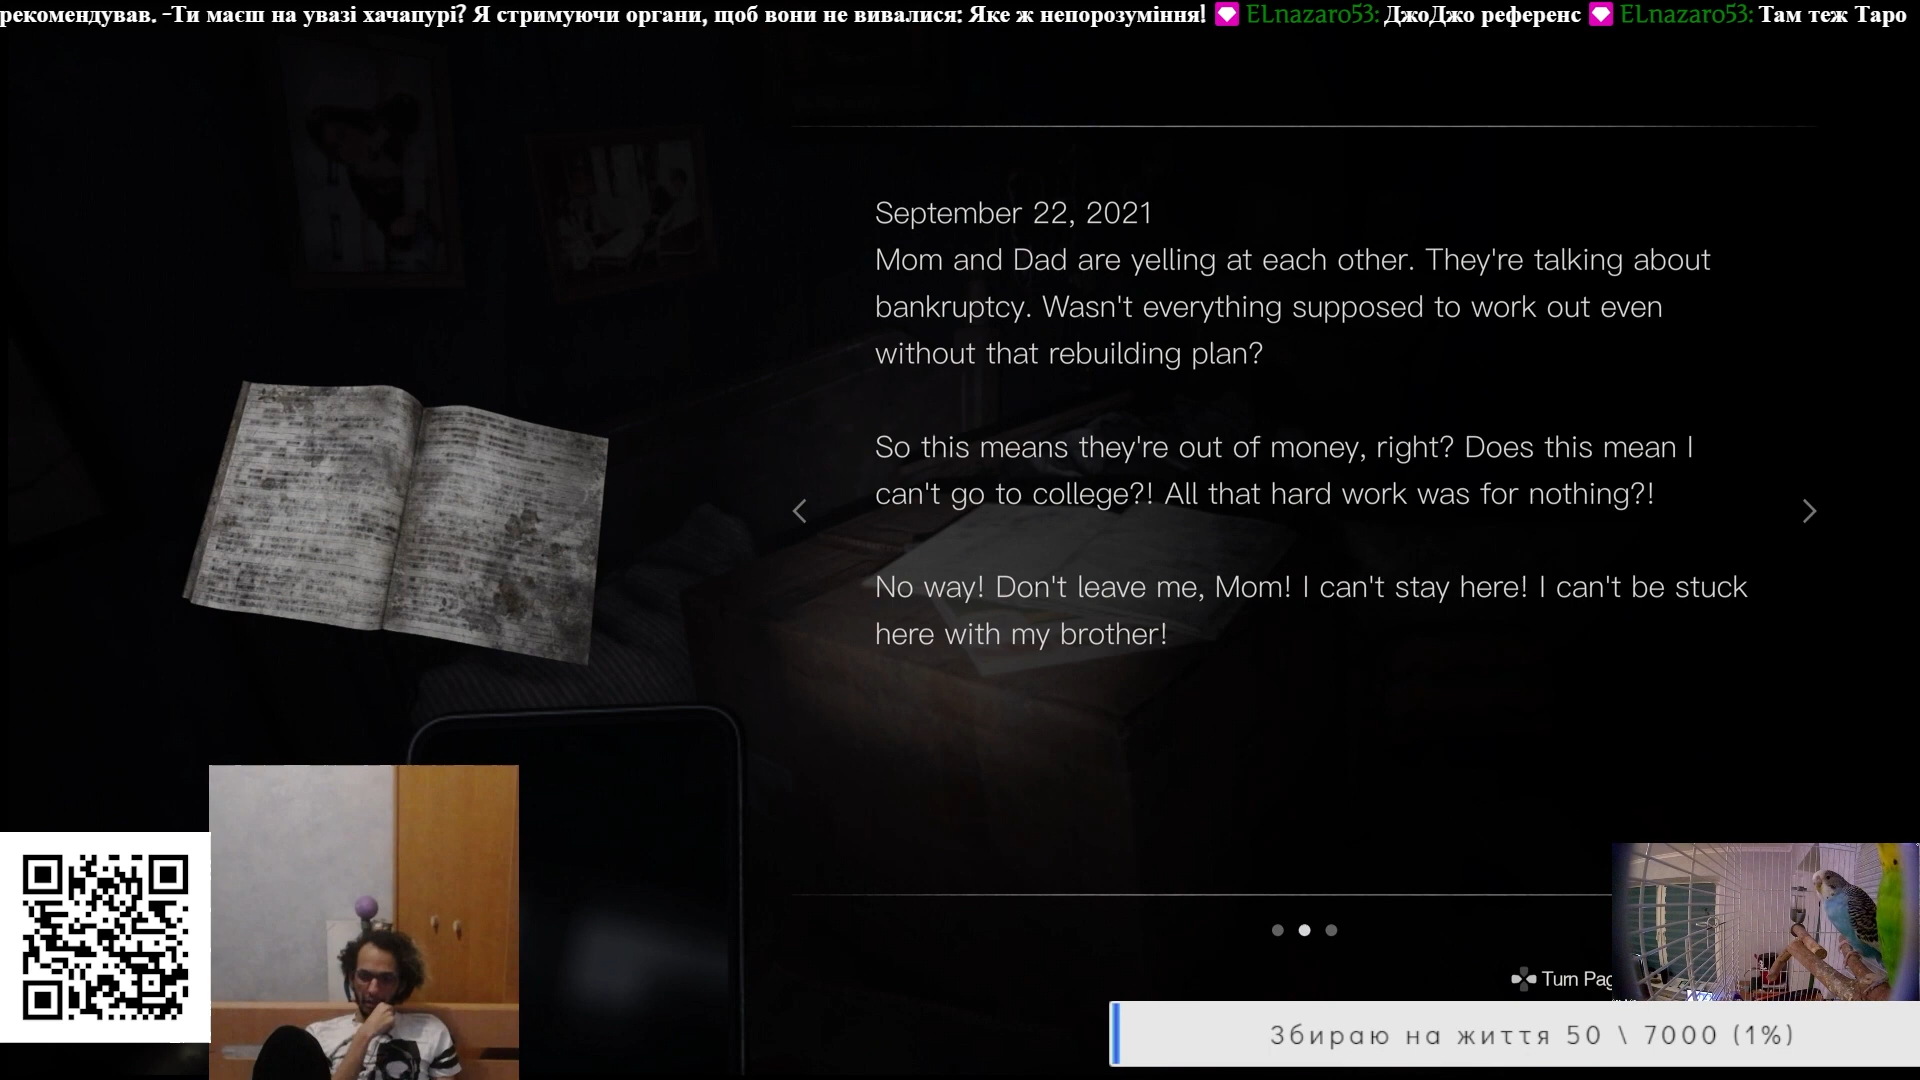 рекомендував. -Ти маєш на увазі хачапурі? Я стримуючи органи, щоб вони не вивалися: Яке ж непорозуміння! ELnazaro53: ДжоДжо референс ELnazaro53: Там теж Таро
September 22, 2021
Mom and Dad are yelling at each other. They're talking about
bankruptcy. Wasn't everything supposed to work out even
without that rebuilding plan?
So this means they're out of money, right? Does this mean I
can't go to college?! All that hard work was for nothing?!
No way! Don't leave me, Mom! I can't stay here! I can't be stuck
here with my brother!
Turn Pag
Збираю на життя 50 \ 7000 (1%)